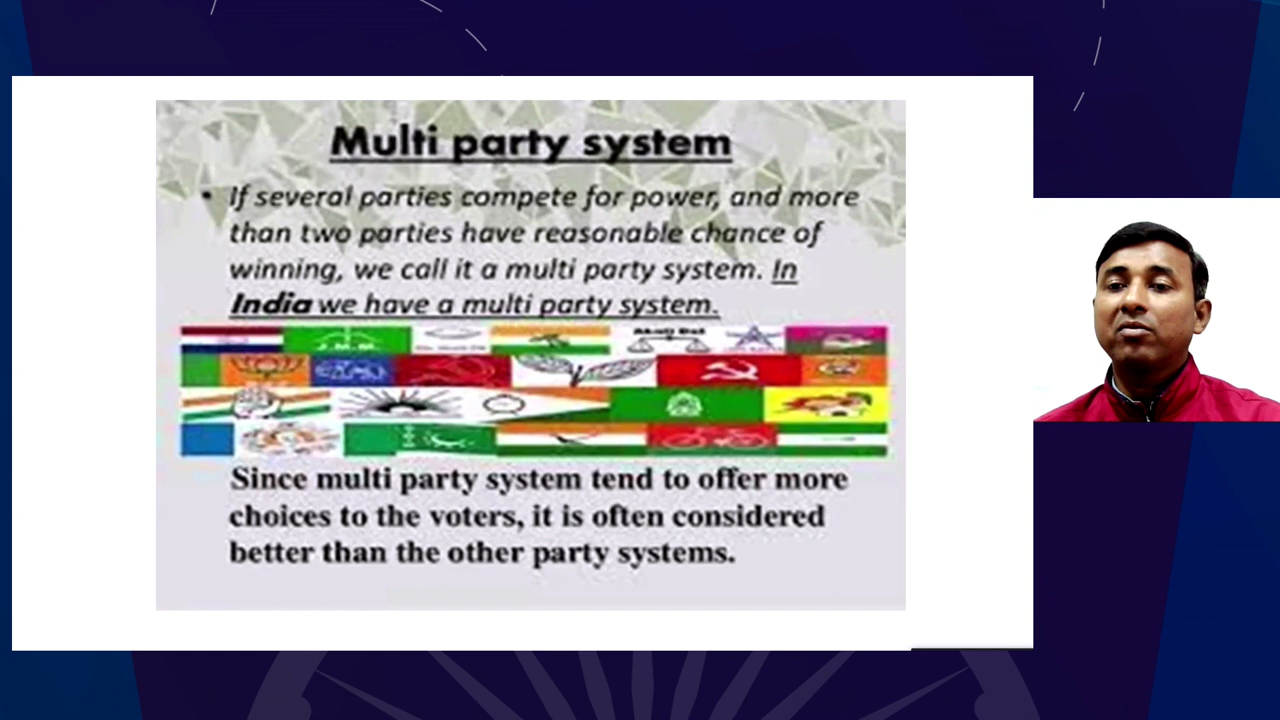 Multi party system
• If several parties compete for power, and more
than two parties have reasonable chance of
winning, we call it a multi party system. In
India we have a multi party system.
Akali Dal
J.M.M.
Since multi party system tend to offer more
choices to the voters, it is often considered
better than the other party systems.